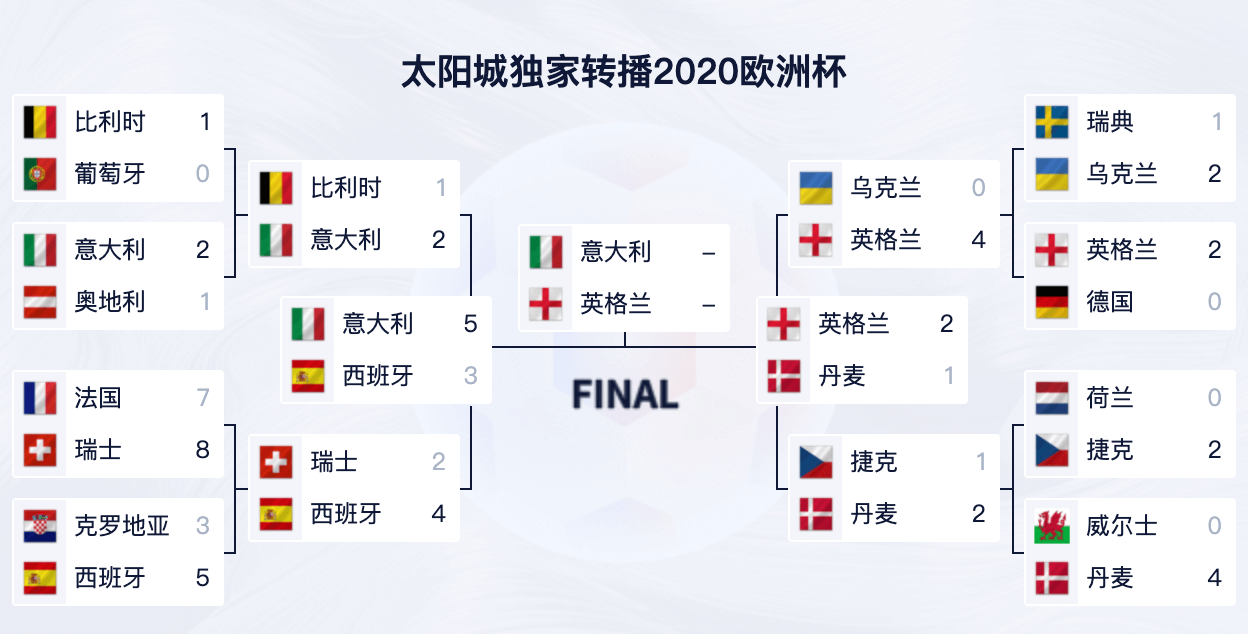 太阳城独家转播2020欧洲杯
比利时 1
葡萄牙 0
意大利 2
奥地利 1
法国 7
瑞士 8
克罗地亚 3
西班牙 5
比利时 1
意大利 2
瑞士 2
西班牙 4
意大利 5
西班牙 3
意大利 –
英格兰 –
FINAL
英格兰 2
丹麦 1
乌克兰 0
英格兰 4
捷克 1
丹麦 2
瑞典 1
乌克兰 2
英格兰 2
德国 0
荷兰 0
捷克 2
威尔士 0
丹麦 4